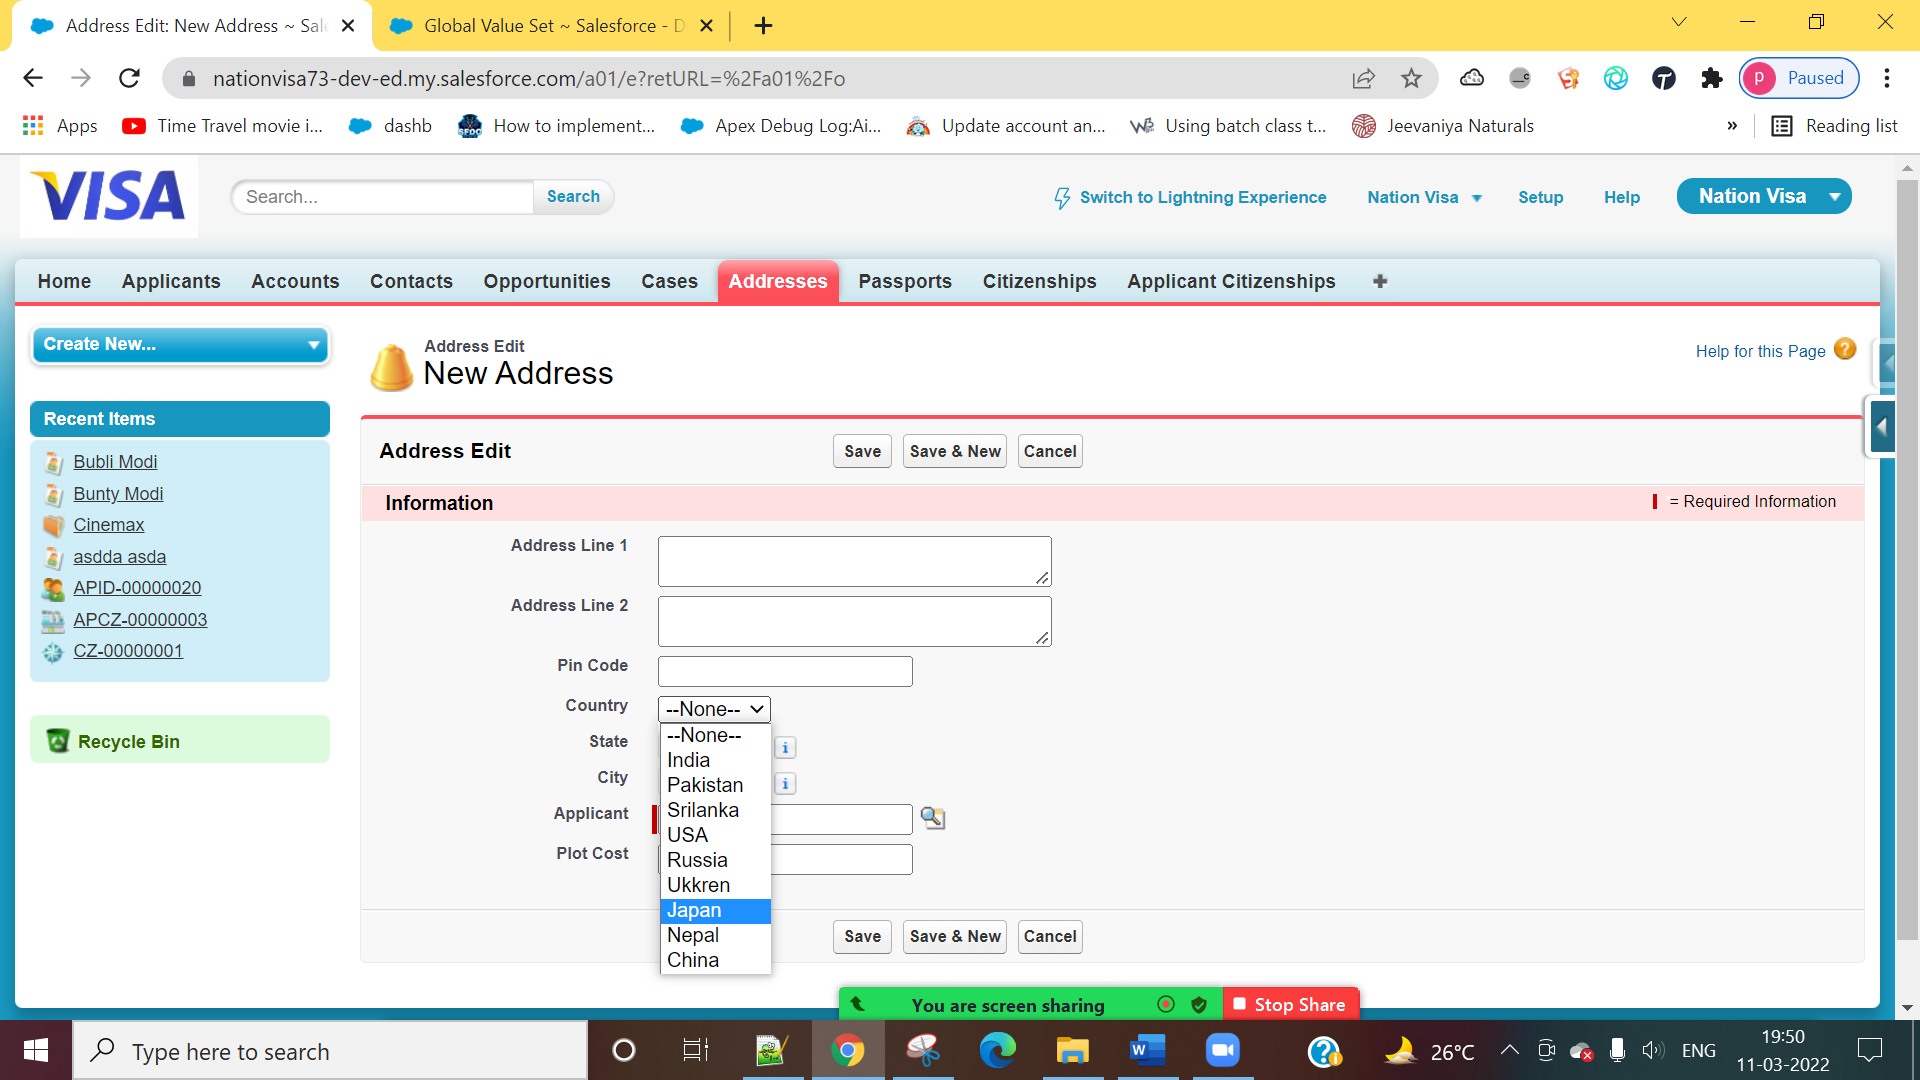 Address Edit: New Address ~ Sale
Global Value Set ~ Salesforce - D
nationvisa73-dev-ed.my.salesforce.com/a01/e?retURL=%2Fa01%2Fo
P Paused
Apps
Time Travel movie i...
dashb
How to implement...
Apex Debug Log:Ai...
Update account an...
Using batch class t...
Jeevaniya Naturals
»
Reading list
VISA
Search...
Search
Switch to Lightning Experience
Nation Visa
Setup
Help
Nation Visa
Home
Applicants
Accounts
Contacts
Opportunities
Cases
Addresses
Passports
Citizenships
Applicant Citizenships
+
Create New...
Address Edit
New Address
Help for this Page ?
Recent Items
Bubli Modi
Bunty Modi
Cinemax
asdda asda
APID-00000020
APCZ-00000003
CZ-00000001
Recycle Bin
Address Edit
Save
Save & New
Cancel
Information
= Required Information
Address Line 1
Address Line 2
Pin Code
Country
--None--
State
City
Applicant
Plot Cost
--None--
India
Pakistan
Srilanka
USA
Russia
Ukkren
Japan
Nepal
China
Save
Save & New
Cancel
You are screen sharing
Stop Share
Type here to search
26°C
ENG
19:50
11-03-2022